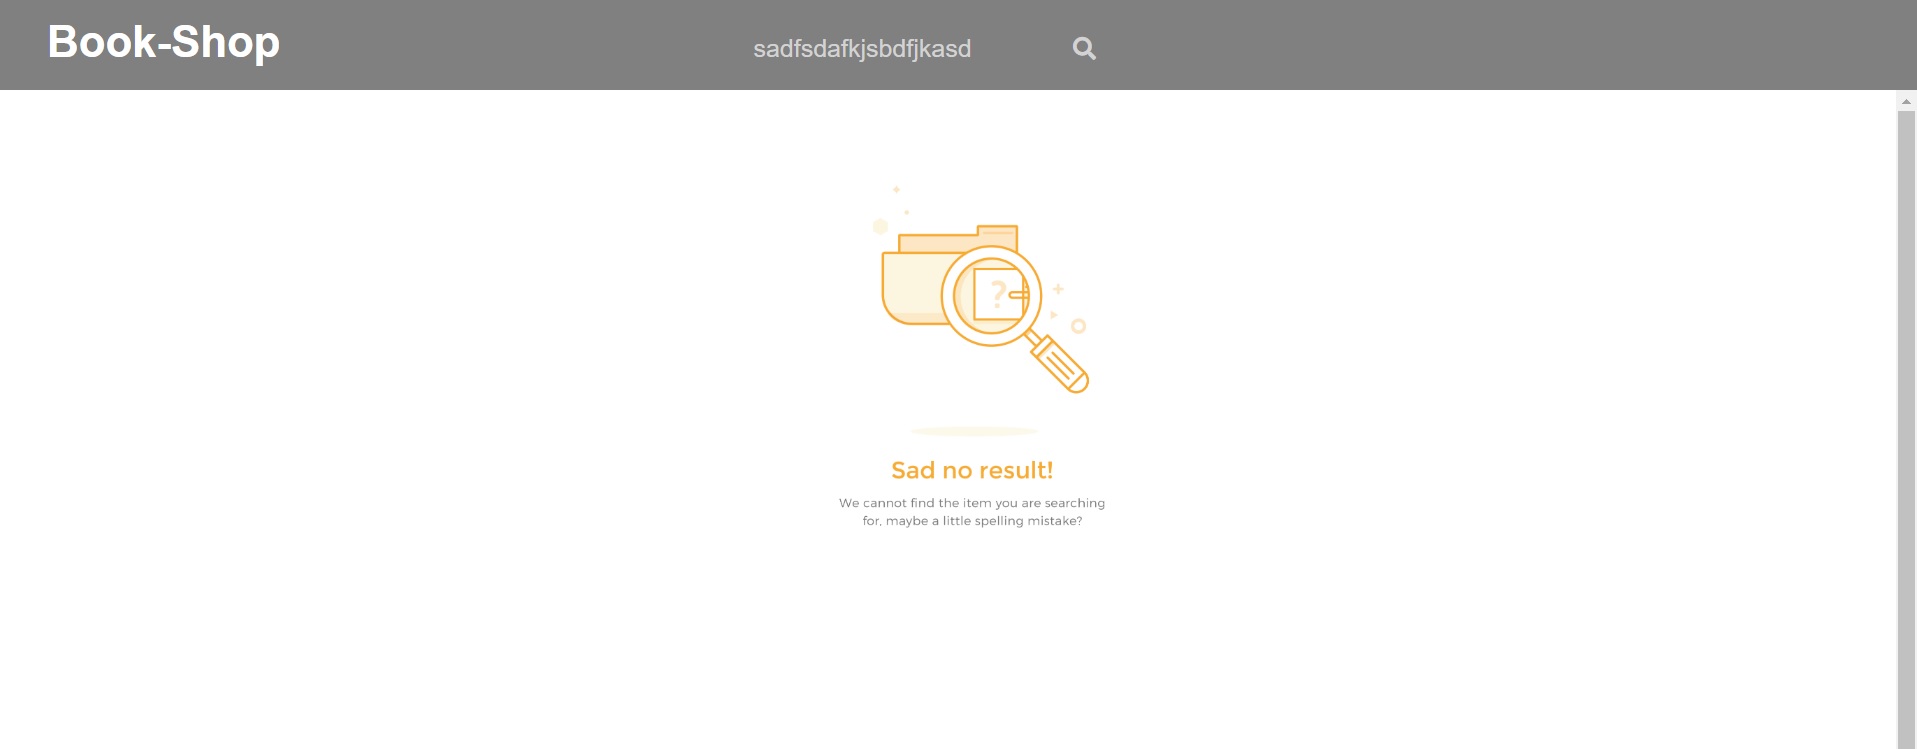 Book-Shop
sadfsdafkjsbdfjkasd
?
Sad no result!
We cannot find the item you are searching
for, maybe a little spelling mistake?